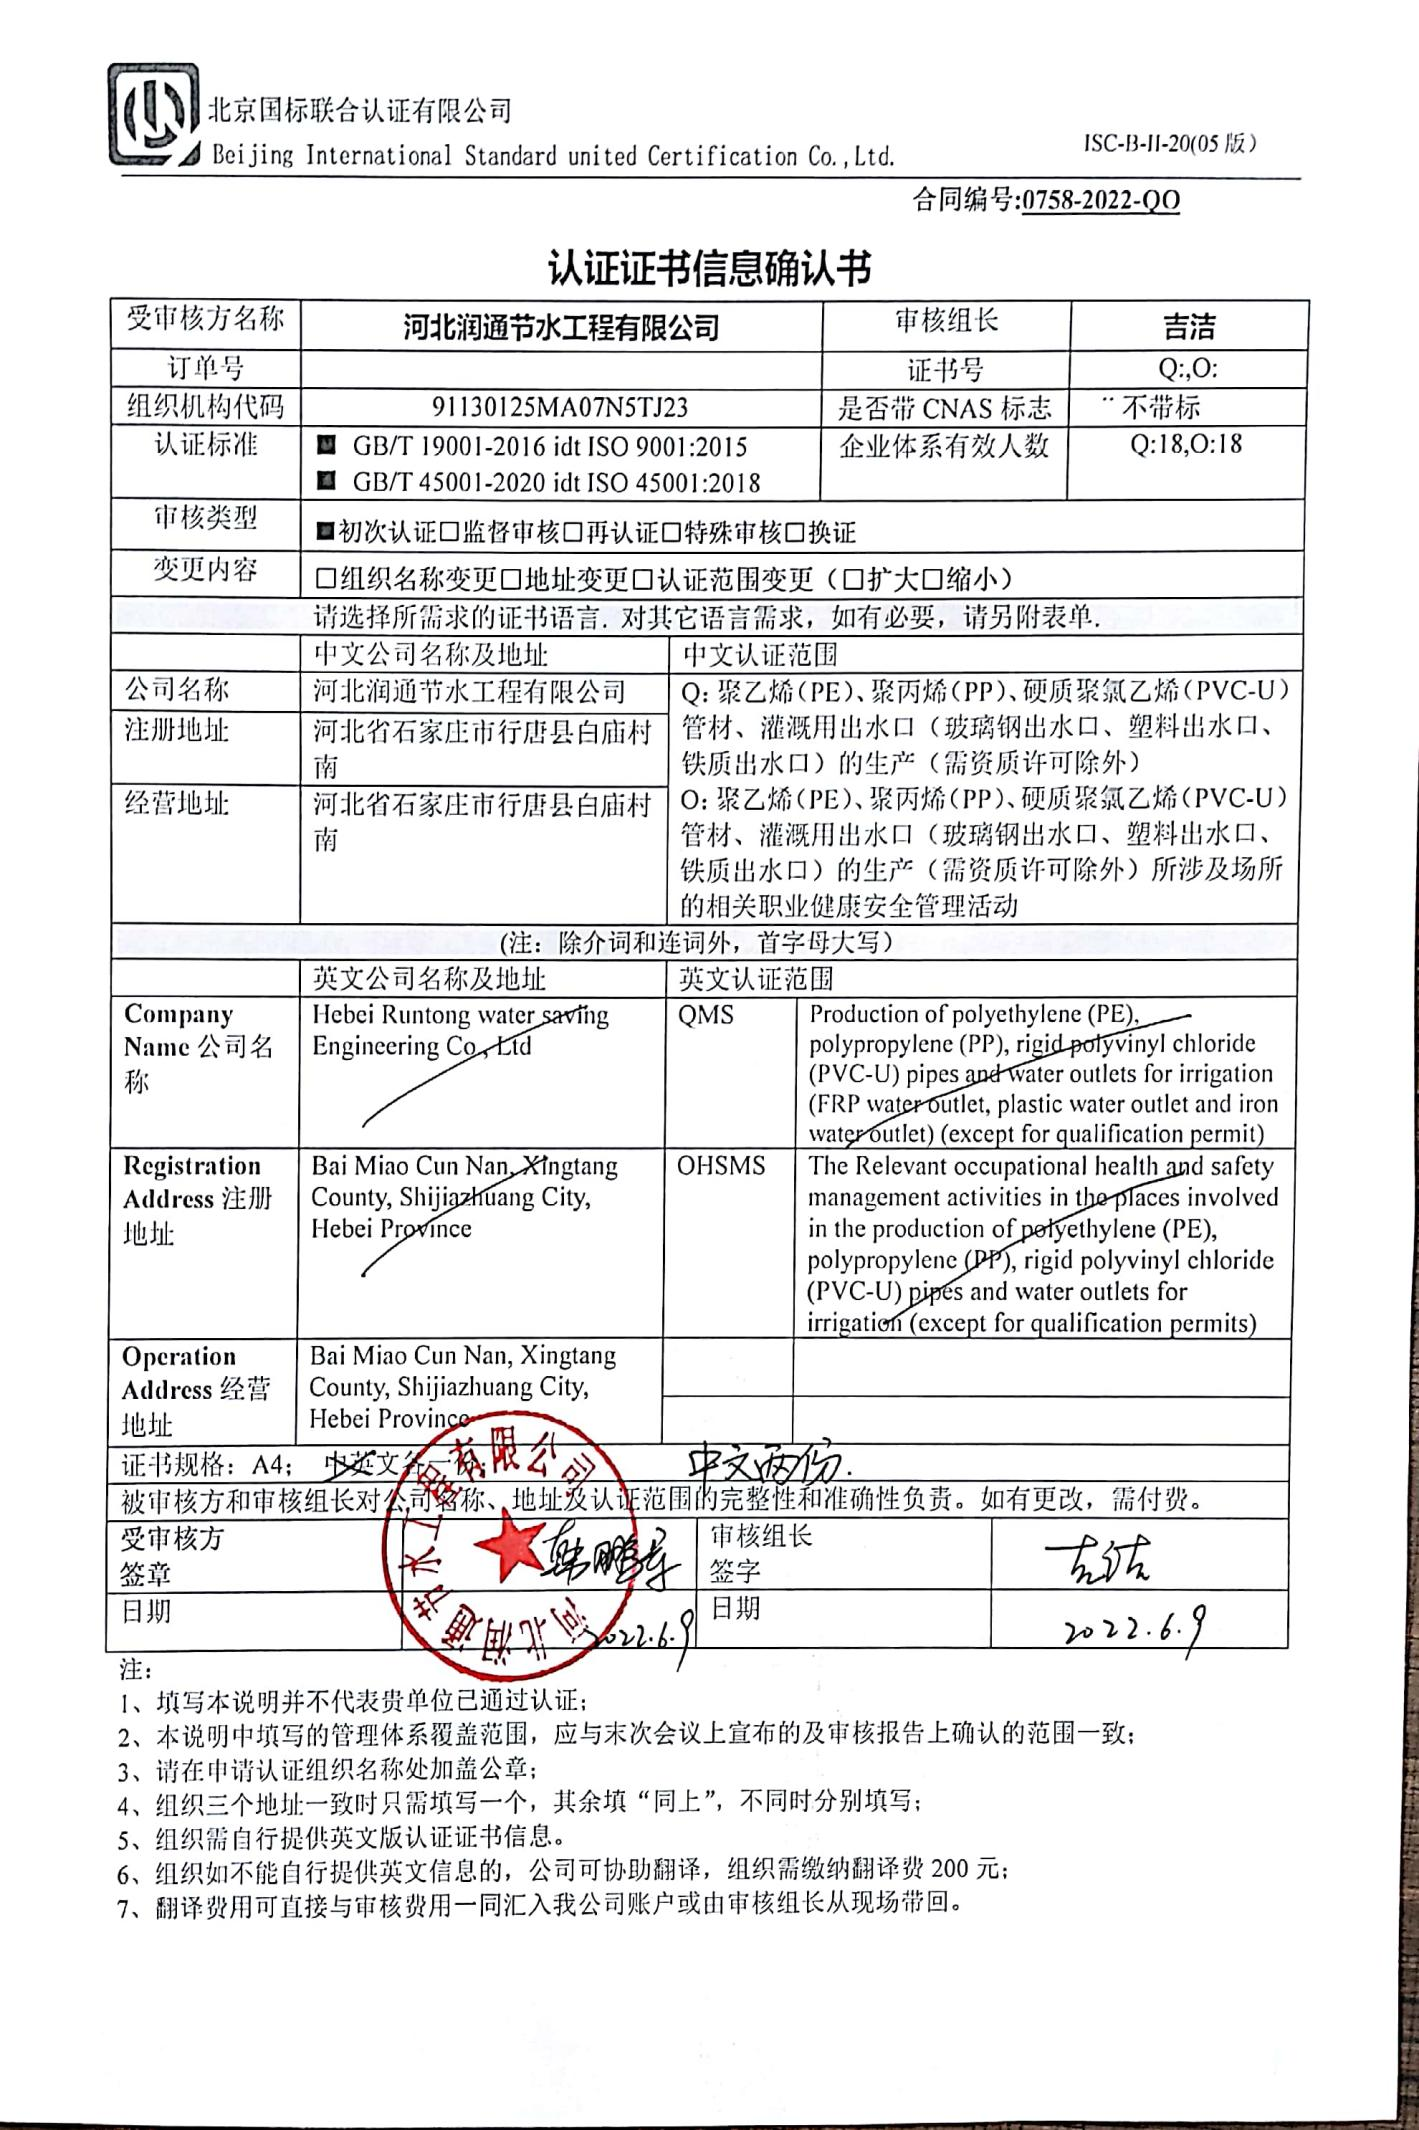 北京国标联合认证有限公司
Beijing International Standard united Certification Co.,Ltd.
ISC-B-II-20(05 版）
合同编号:0758-2022-QO
认证证书信息确认书
受审核方名称 河北润通节水工程有限公司 审核组长 吉洁
订单号 证书号 Q:,O:
组织机构代码 91130125MA07N5TJ23 是否带 CNAS 标志 ¨不带标
认证标准 ■ GB/T 19001-2016 idt ISO 9001:2015 企业体系有效人数 Q:18,O:18
■ GB/T 45001-2020 idt ISO 45001:2018
审核类型 ■初次认证□监督审核□再认证□特殊审核□换证
变更内容 □组织名称变更□地址变更□认证范围变更（□扩大□缩小）
请选择所需求的证书语言. 对其它语言需求，如有必要，请另附表单.
中文公司名称及地址 中文认证范围
公司名称 河北润通节水工程有限公司
注册地址 河北省石家庄市行唐县白庙村
南
经营地址 河北省石家庄市行唐县白庙村
南
Q：聚乙烯（PE）、聚丙烯（PP）、硬质聚氯乙烯（PVC-U）
管材、灌溉用出水口（玻璃钢出水口、塑料出水口、
铁质出水口）的生产（需资质许可除外）
O：聚乙烯（PE）、聚丙烯（PP）、硬质聚氯乙烯（PVC-U）
管材、灌溉用出水口（玻璃钢出水口、塑料出水口、
铁质出水口）的生产（需资质许可除外）所涉及场所
的相关职业健康安全管理活动
(注：除介词和连词外，首字母大写）
英文公司名称及地址 英文认证范围
Company
Name 公司名
称
Hebei Runtong water saving
Engineering Co., Ltd
QMS
Production of polyethylene (PE),
polypropylene (PP), rigid polyvinyl chloride
(PVC-U) pipes and water outlets for irrigation
(FRP water outlet, plastic water outlet and iron
water outlet) (except for qualification permit)
Registration
Address 注册
地址
Bai Miao Cun Nan, Xingtang
County, Shijiazhuang City,
Hebei Province
OHSMS
The Relevant occupational health and safety
management activities in the places involved
in the production of polyethylene (PE),
polypropylene (PP), rigid polyvinyl chloride
(PVC-U) pipes and water outlets for
irrigation (except for qualification permits)
Operation
Address 经营
地址
Bai Miao Cun Nan, Xingtang
County, Shijiazhuang City,
Hebei Province
证书规格：A4； 中英文各一份 中文两份.
被审核方和审核组长对公司名称、地址及认证范围的完整性和准确性负责。如有更改，需付费。
受审核方
签章
审核组长
签字
吉洁
日期 2022.6.9 日期 2022.6.9
河北润通节水工程有限公司
注：
1、填写本说明并不代表贵单位已通过认证；
2、本说明中填写的管理体系覆盖范围，应与末次会议上宣布的及审核报告上确认的范围一致；
3、请在申请认证组织名称处加盖公章；
4、组织三个地址一致时只需填写一个，其余填“同上”，不同时分别填写；
5、组织需自行提供英文版认证证书信息。
6、组织如不能自行提供英文信息的，公司可协助翻译，组织需缴纳翻译费 200 元；
7、翻译费用可直接与审核费用一同汇入我公司账户或由审核组长从现场带回。